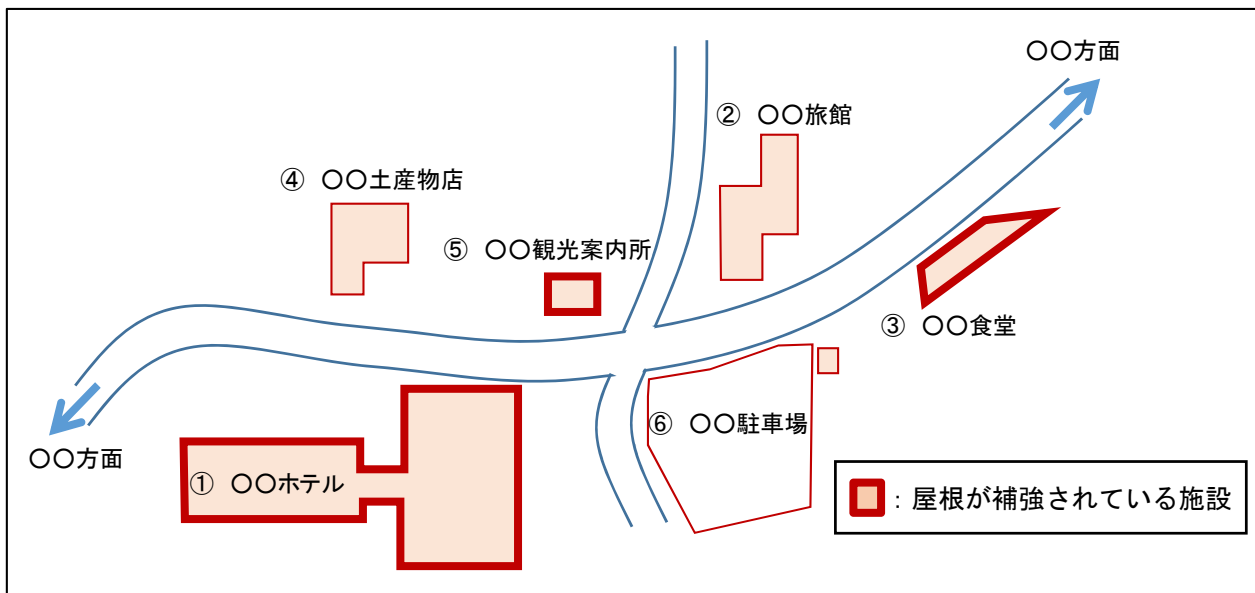 〇〇方面
② 〇〇旅館
④ 〇〇土産物店
⑤ 〇〇観光案内所
③ 〇〇食堂
⑥ 〇〇駐車場
〇〇方面
① 〇〇ホテル
：屋根が補強されている施設